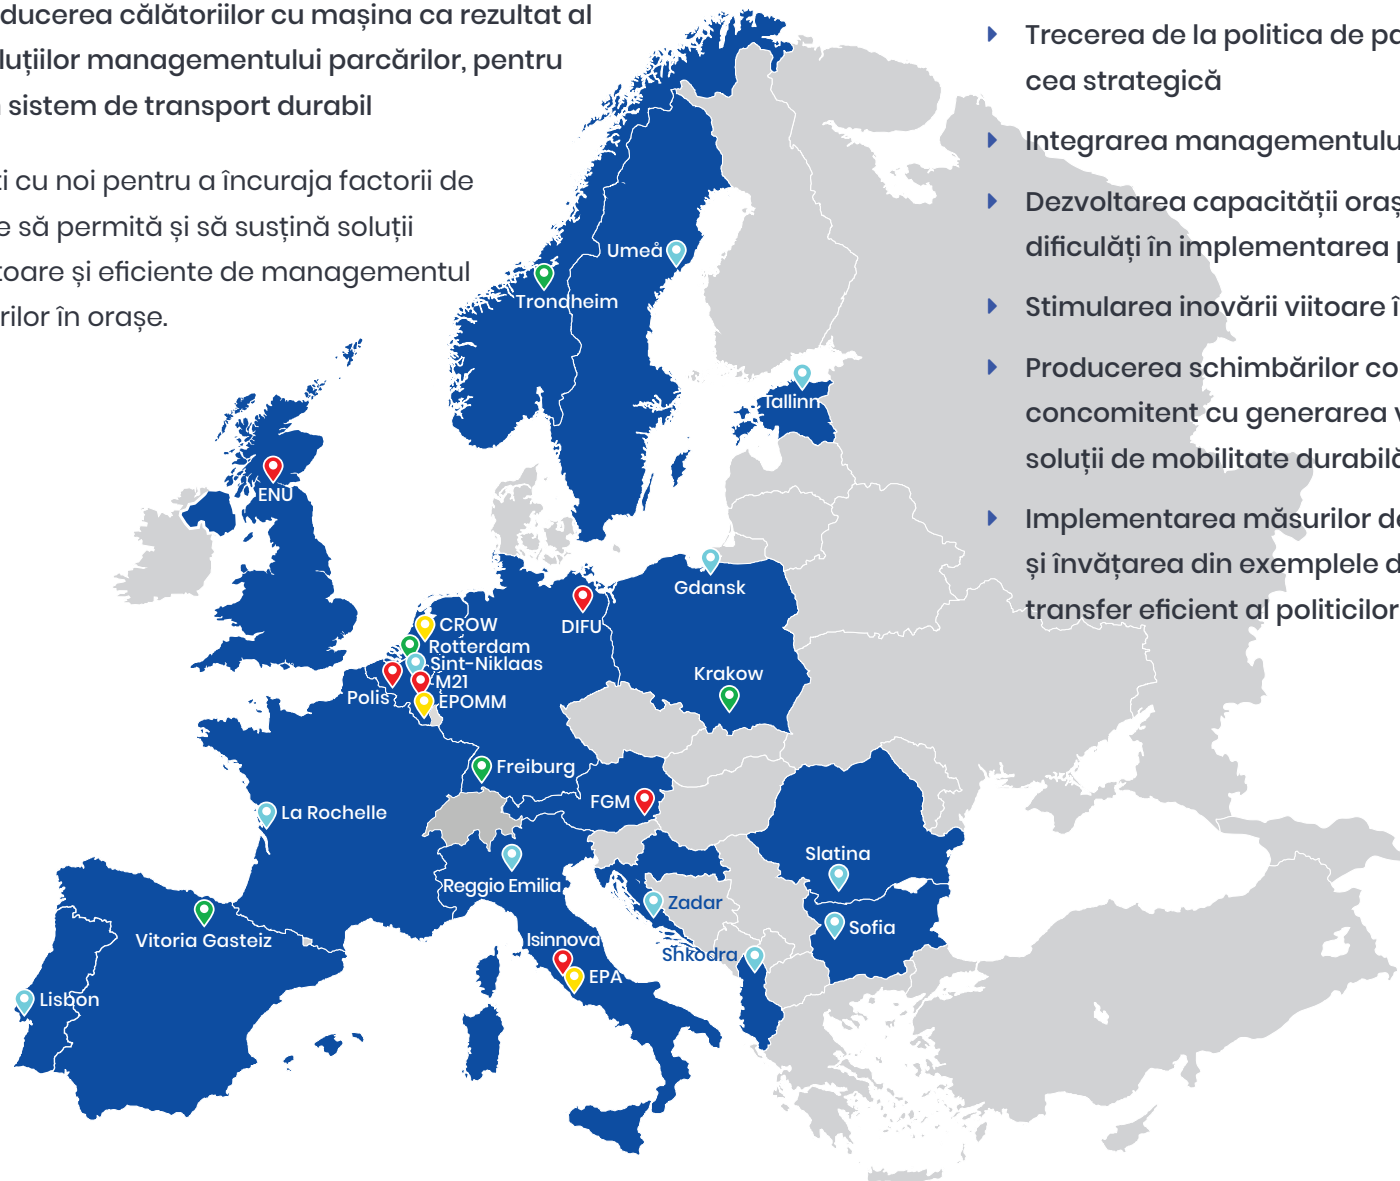 ducerea călătoriilor cu mașina ca rezultat al
luțiilor managementului parcărilor, pentru
sistem de transport durabil
i cu noi pentru a încuraja factorii de
e să permită și să susțină soluții
toare și eficiente de managementul
rilor în orașe.
Trecerea de la politica de pa
cea strategică
Integrarea managementulu
Dezvoltarea capacității oraș
dificulăți în implementarea p
Stimularea inovării viitoare î
Producerea schimbărilor co
concomitent cu generarea v
soluții de mobilitate durabilă
Implementarea măsurilor de
și învățarea din exemplele d
transfer eficient al politicilor
Umeå
Trondheim
Tallinn
ENU
Gdansk
DIFU
CROW
Rotterdam
Sint-Niklaas
M21
Polis
EPOMM
Krakow
Freiburg
FGM
La Rochelle
Slatina
Reggio Emilia
Zadar
Sofia
Vitoria Gasteiz
Isinnova
Shkodra
EPA
Lisbon